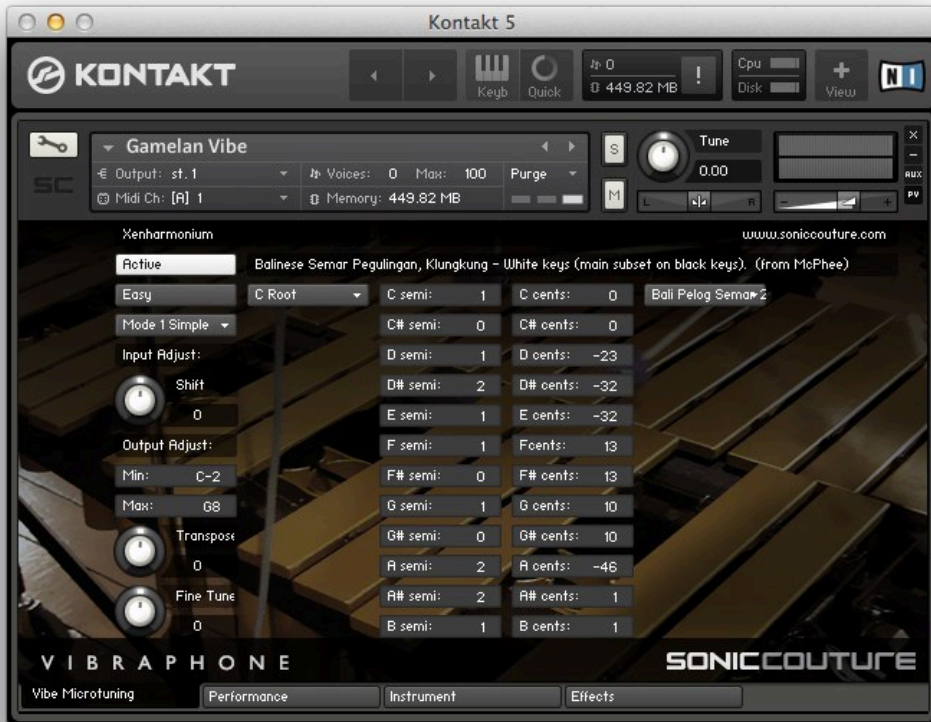 Kontakt 5
KONTAKT
Keyb
Quick
0
449.82 MB
!
Cpu
Disk
View
NI
Gamelan Vibe
S
Tune
X
Output: st. 1
Voices: 0 Max: 100
Purge
0.00
AUX
SC
Midi Ch: [A] 1
Memory: 449.82 MB
M
L
R
PV
Xenharmonium
www.soniccouture.com
Active
Balinese Semar Pegulingan, Klungkung - White keys (main subset on black keys). (from McPhee)
Easy
C Root
C semi: 1
C cents: 0
Bali Pelog Semar 2
Mode 1 Simple
C# semi: 0
C# cents: 0
Input Adjust:
D semi: 1
D cents: -23
Shift
0
D# semi: 2
D# cents: -32
E semi: 1
E cents: -32
Output Adjust:
F semi: 1
Fcents: 13
Min: C-2
F# semi: 0
F# cents: 13
Max: G8
G semi: 1
G cents: 10
Transpose
0
G# semi: 0
G# cents: 10
A semi: 2
A cents: -46
Fine Tune
0
A# semi: 2
A# cents: 1
B semi: 1
B cents: 1
VIBRAPHONE
SONICCOUTURE
Vibe Microtuning
Performance
Instrument
Effects